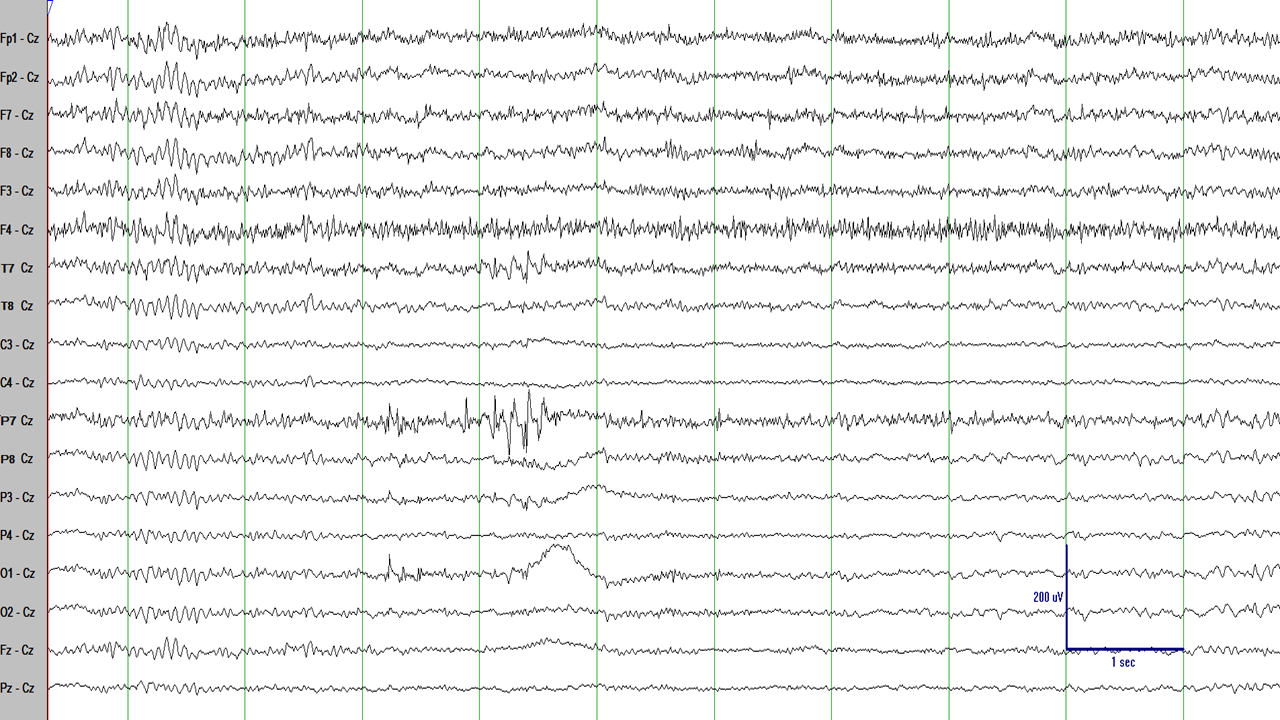 Fp1 - Cz
Fp2 - Cz
F7 - Cz
F8 - Cz
F3 - Cz
F4 - Cz
T7 Cz
T8 Cz
C3 - Cz
C4 - Cz
P7 Cz
P8 Cz
P3 - Cz
P4 - Cz
O1 - Cz
O2 - Cz
200 uV
Fz - Cz
1 sec
Pz - Cz